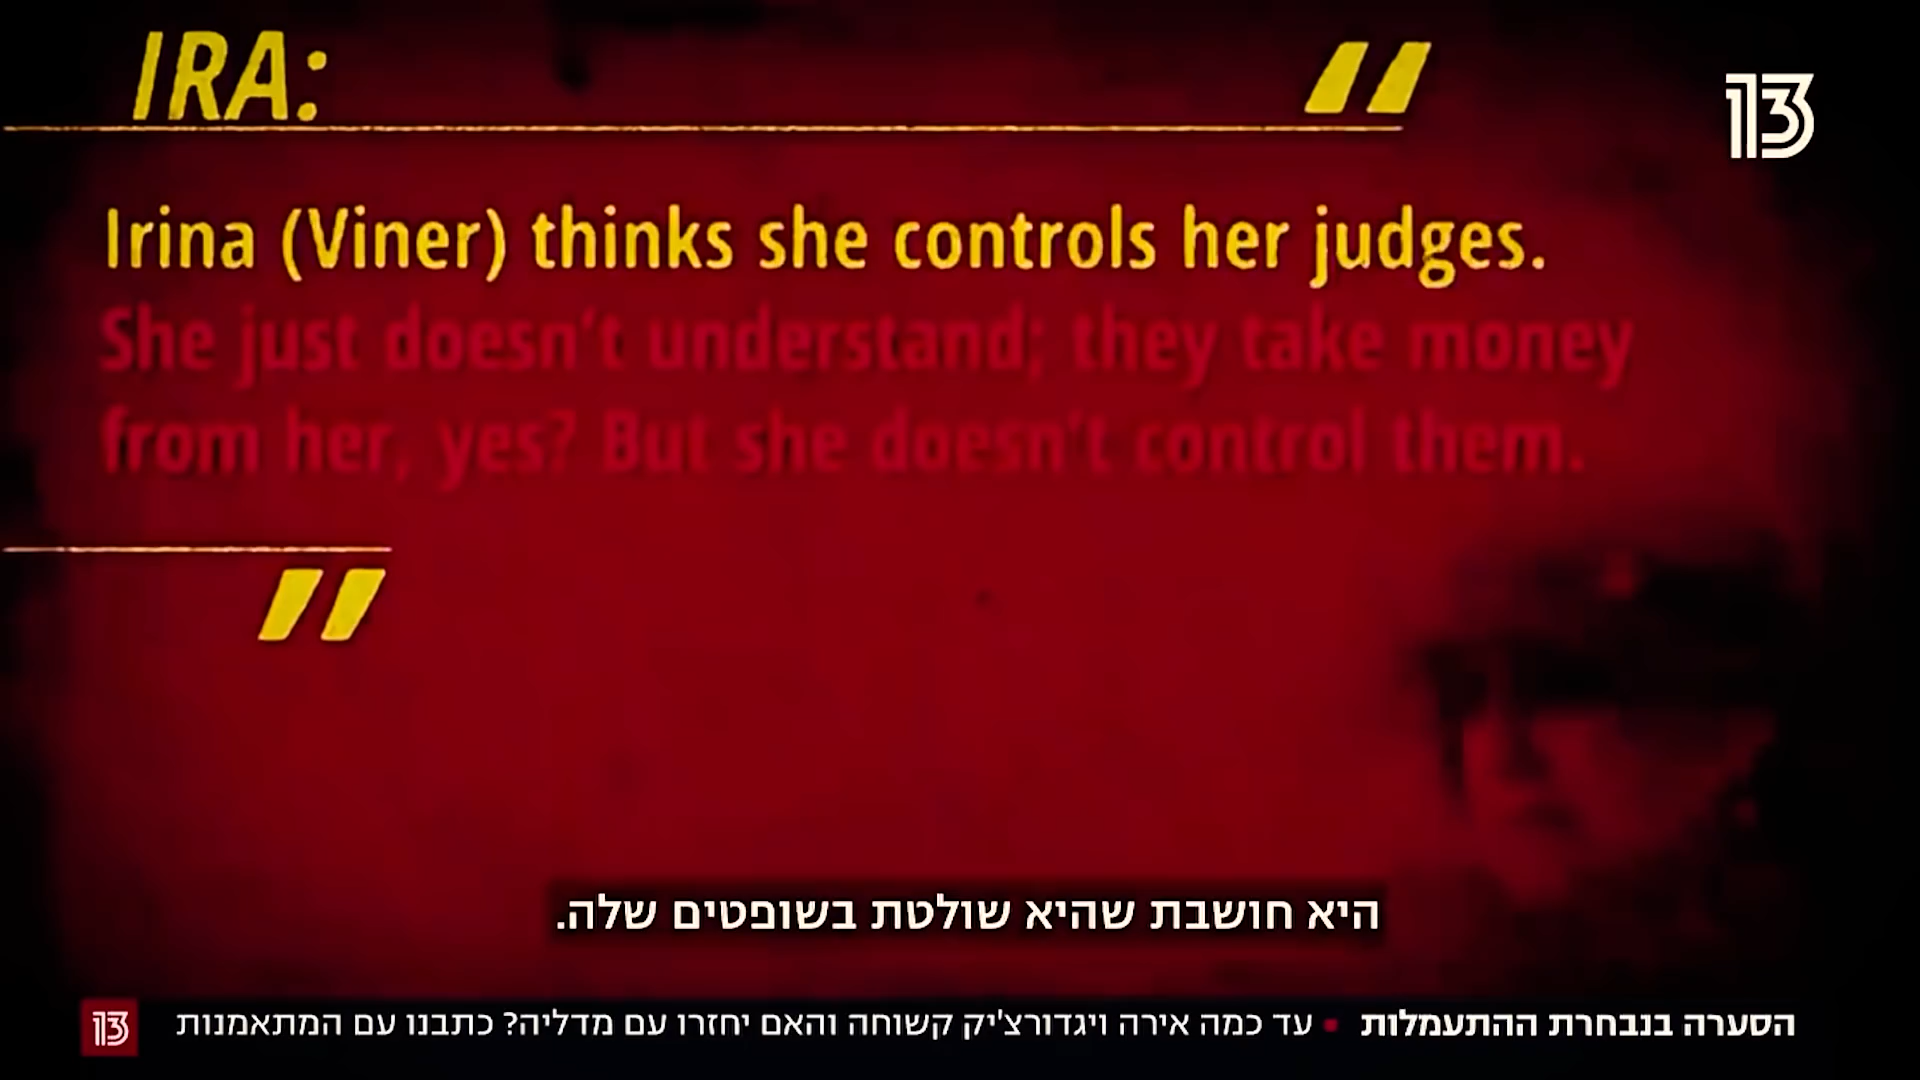 IRA:
"
13
Irina (Viner) thinks she controls her judges.
She just doesn't understand; they take money
from her, yes? But she doesn't control them.
"
היא חושבת שהיא שולטת בשופטים שלה.
הסערה בנבחרת ההתעמלות • עד כמה אירה ויגדורצ'יק קשוחה והאם יחזרו עם מדליה? כתבנו עם המתאמנות
13